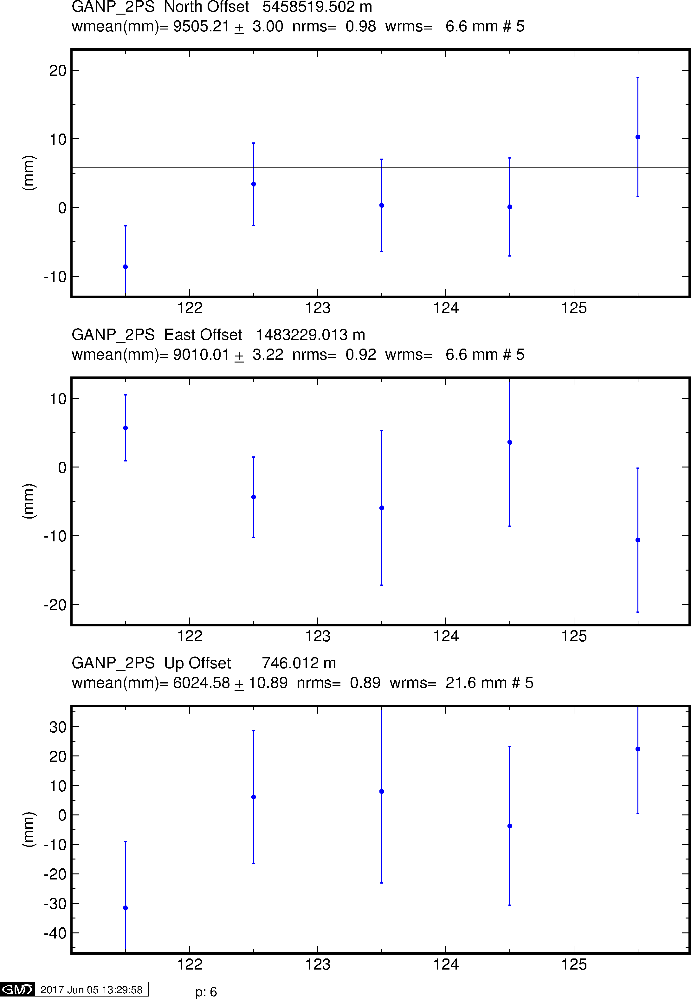 GANP_2PS North Offset 5458519.502 m
wmean(mm)= 9505.21 ± 3.00 nrms= 0.98 wrms= 6.6 mm # 5
20
10
0
-10
(mm)
122 123 124 125
GANP_2PS East Offset 1483229.013 m
wmean(mm)= 9010.01 ± 3.22 nrms= 0.92 wrms= 6.6 mm # 5
10
0
-10
-20
(mm)
122 123 124 125
GANP_2PS Up Offset 746.012 m
wmean(mm)= 6024.58 ± 10.89 nrms= 0.89 wrms= 21.6 mm # 5
30
20
10
0
-10
-20
-30
-40
(mm)
122 123 124 125
GMT 2017 Jun 05 13:29:58 p: 6